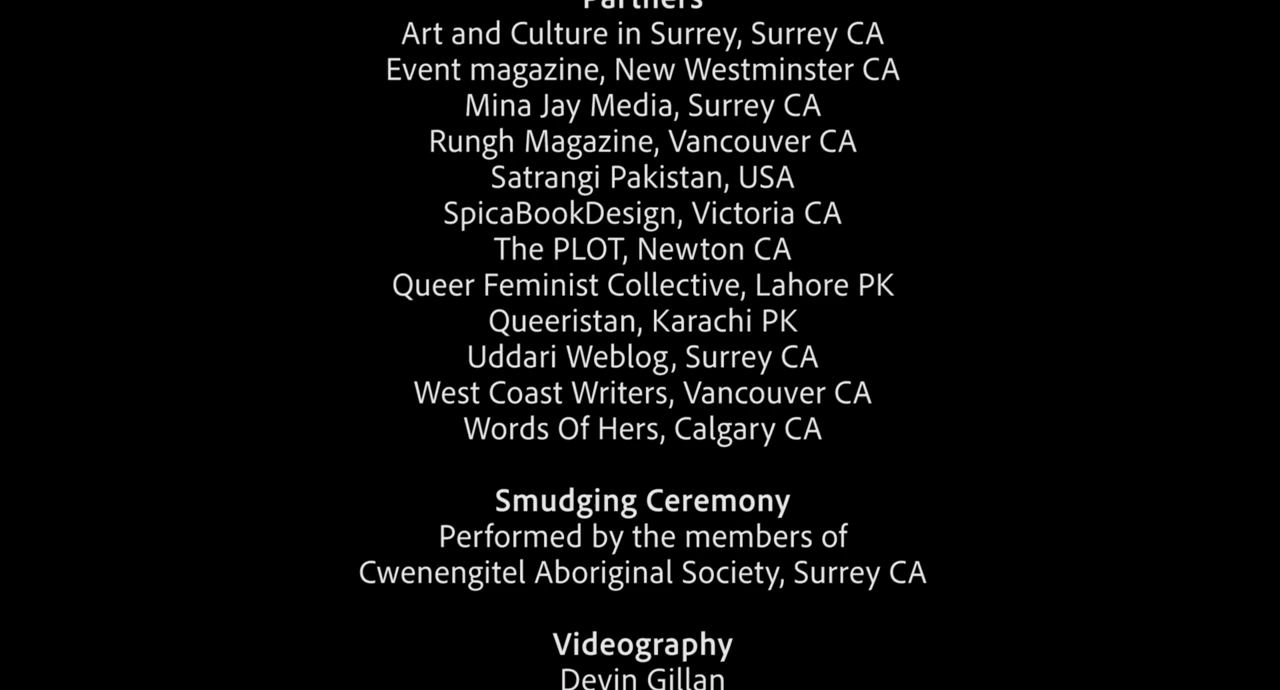 Partners
Art and Culture in Surrey, Surrey CA
Event magazine, New Westminster CA
Mina Jay Media, Surrey CA
Rungh Magazine, Vancouver CA
Satrangi Pakistan, USA
SpicaBookDesign, Victoria CA
The PLOT, Newton CA
Queer Feminist Collective, Lahore PK
Queeristan, Karachi PK
Uddari Weblog, Surrey CA
West Coast Writers, Vancouver CA
Words Of Hers, Calgary CA
Smudging Ceremony
Performed by the members of
Cwenengitel Aboriginal Society, Surrey CA
Videography
Devin Gillan